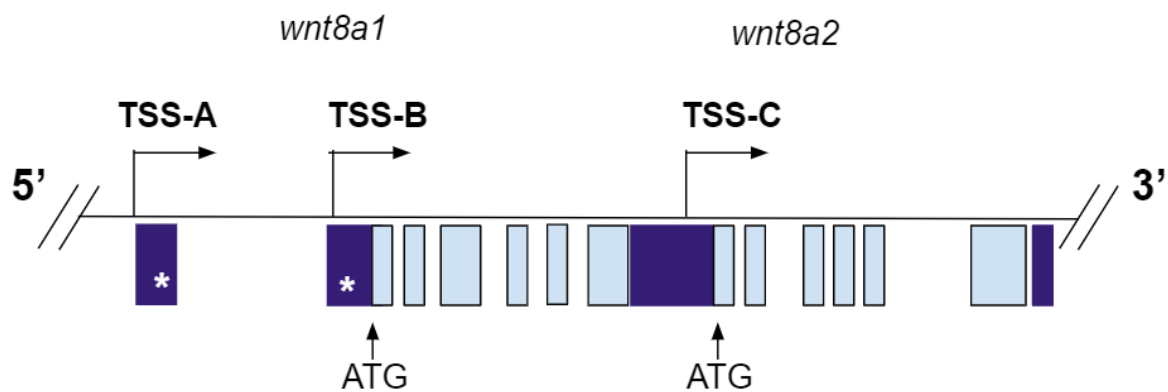 wnt8a1 wnt8a2
TSS-A TSS-B TSS-C
5’ 3’
* *
ATG ATG